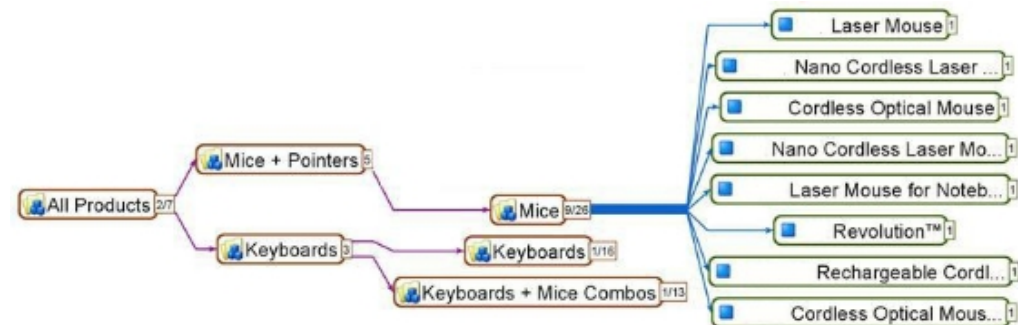 Laser Mouse 1
Nano Cordless Laser ... 1
Cordless Optical Mouse 1
Mice + Pointers 5
Nano Cordless Laser Mo... 1
Laser Mouse for Noteb... 1
All Products 2/7
Mice 9/26
Revolution™ 1
Keyboards 3
Keyboards 1/16
Rechargeable Cordl... 1
Keyboards + Mice Combos 1/13
Cordless Optical Mous... 1